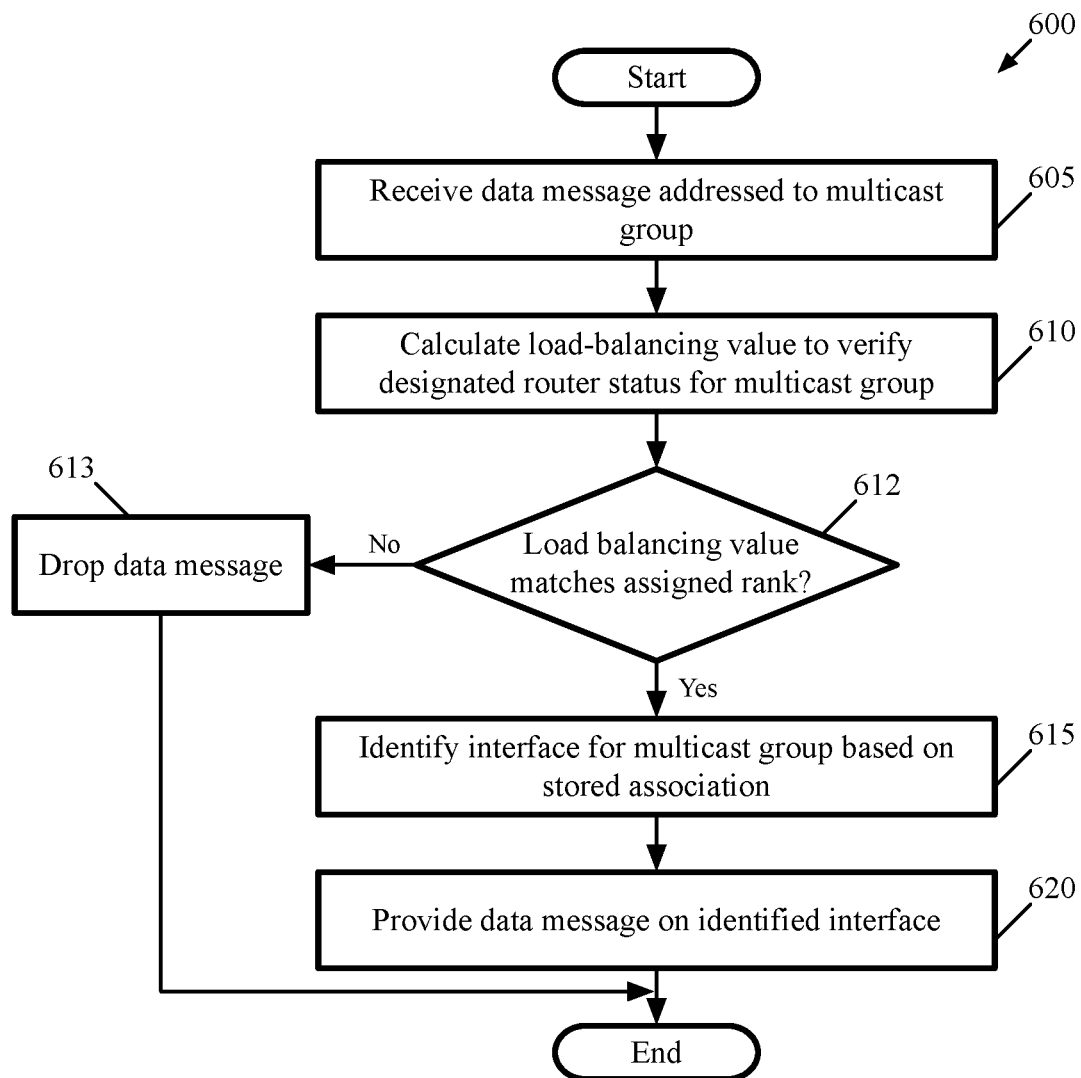 600
Start
Receive data message addressed to multicast
group
605
Calculate load-balancing value to verify
designated router status for multicast group
610
613
Drop data message
No
612
Load balancing value
matches assigned rank?
Yes
Identify interface for multicast group based on
stored association
615
Provide data message on identified interface
620
End